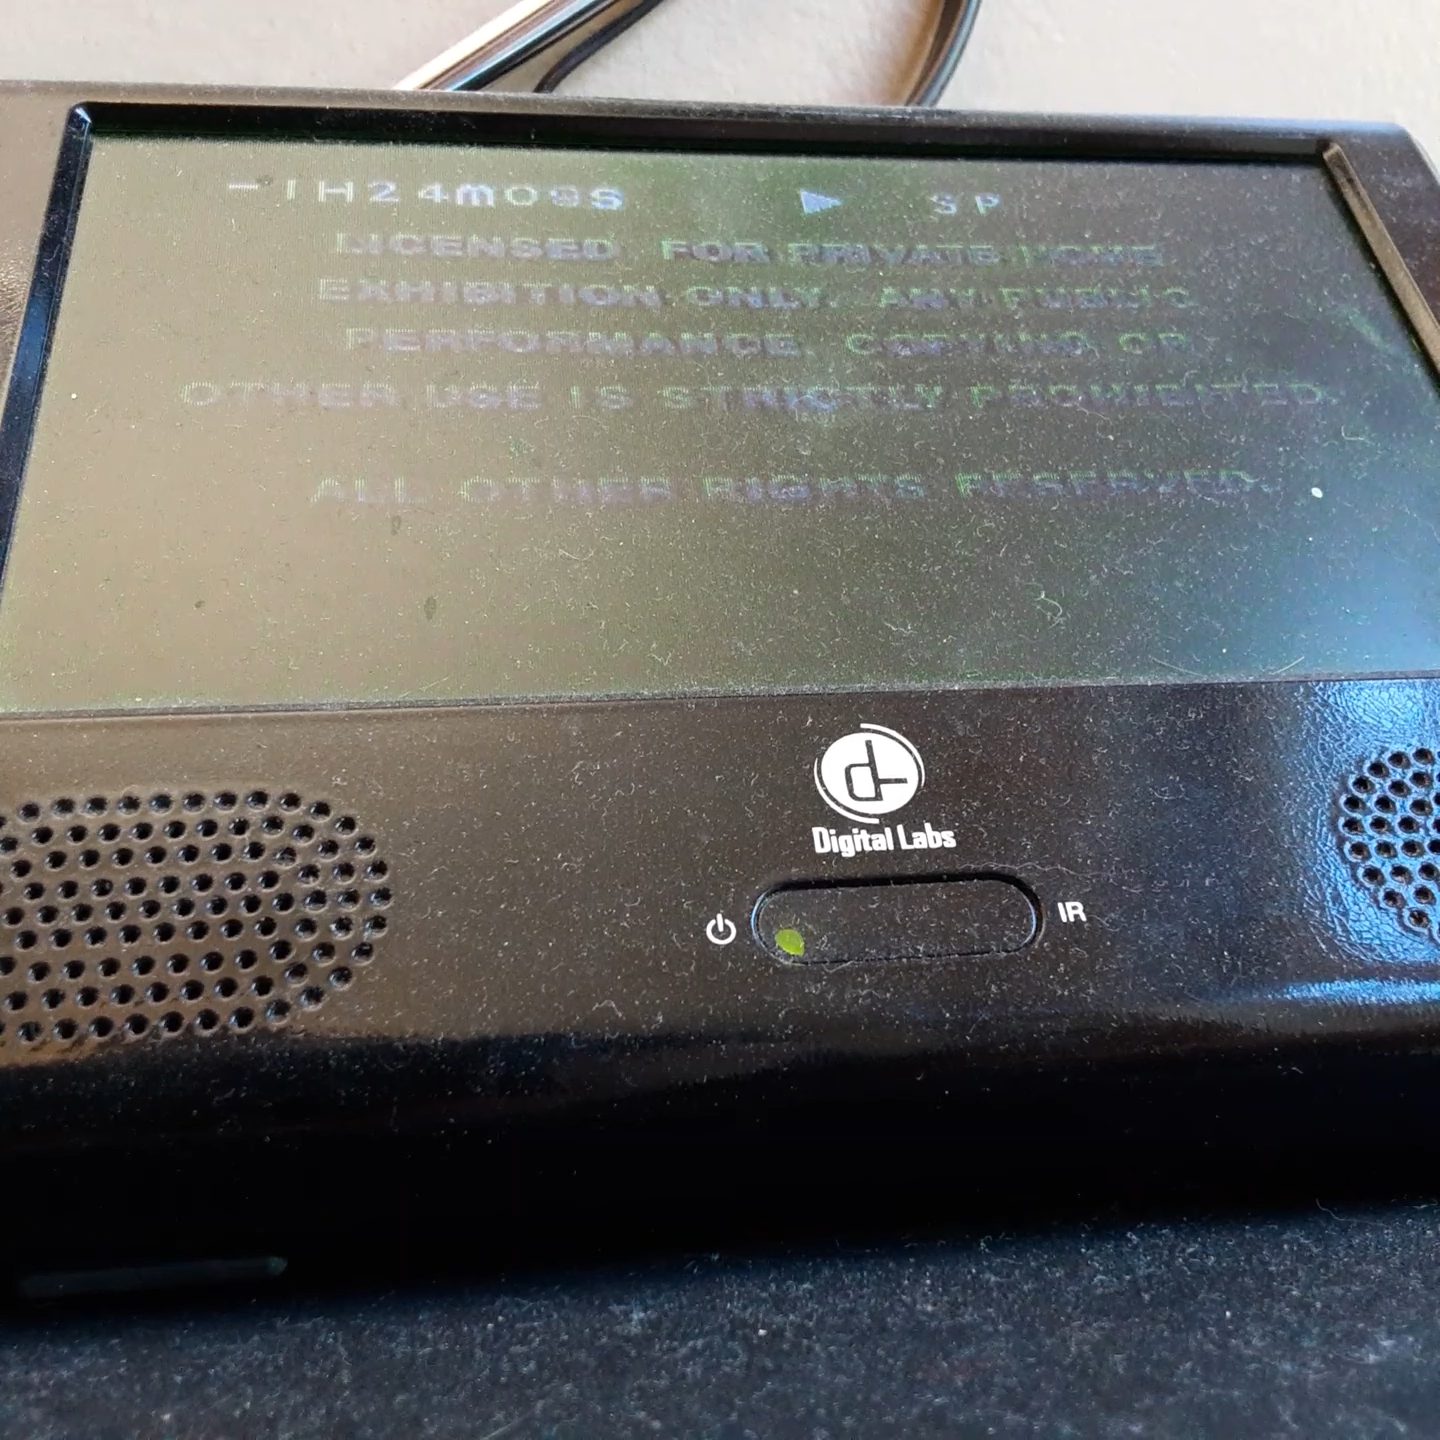 -1H24m09s ▶ SP
LICENSED FOR PRIVATE HOME
EXHIBITION ONLY. ANY PUBLIC
PERFORMANCE, COPYING OR
OTHER USE IS STRICTLY PROHIBITED.
ALL OTHER RIGHTS RESERVED.
Digital Labs
IR